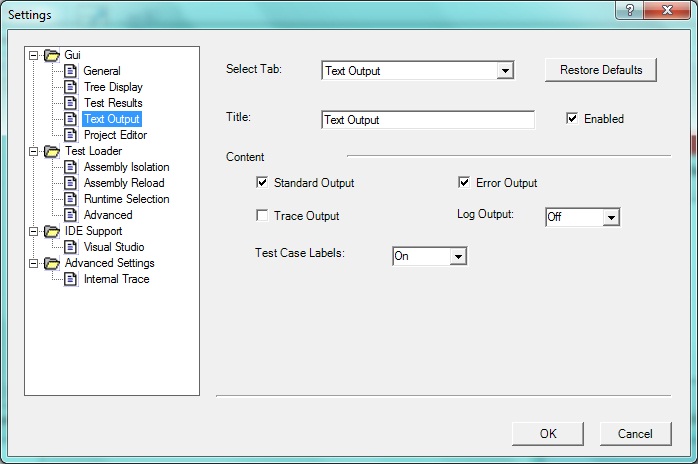 Settings
Gui
General
Tree Display
Test Results
Text Output
Project Editor
Test Loader
Assembly Isolation
Assembly Reload
Runtime Selection
Advanced
IDE Support
Visual Studio
Advanced Settings
Internal Trace
Select Tab: Text Output Restore Defaults
Title: Text Output Enabled
Content
Standard Output Error Output
Trace Output Log Output: Off
Test Case Labels: On
OK Cancel